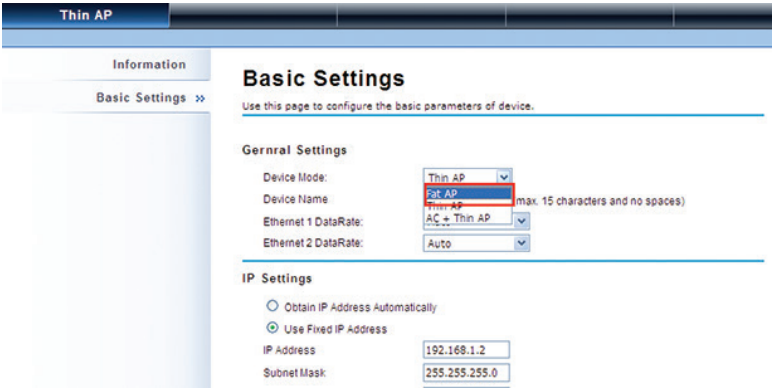 Thin AP
Information
Basic Settings »
Basic Settings
Use this page to configure the basic parameters of device.
Gernral Settings
Device Mode: Thin AP
Fat AP
Thin AP
AC + Thin AP
Device Name max. 15 characters and no spaces)
Ethernet 1 DataRate:
Ethernet 2 DataRate: Auto
IP Settings
Obtain IP Address Automatically
Use Fixed IP Address
IP Address 192.168.1.2
Subnet Mask: 255.255.255.0